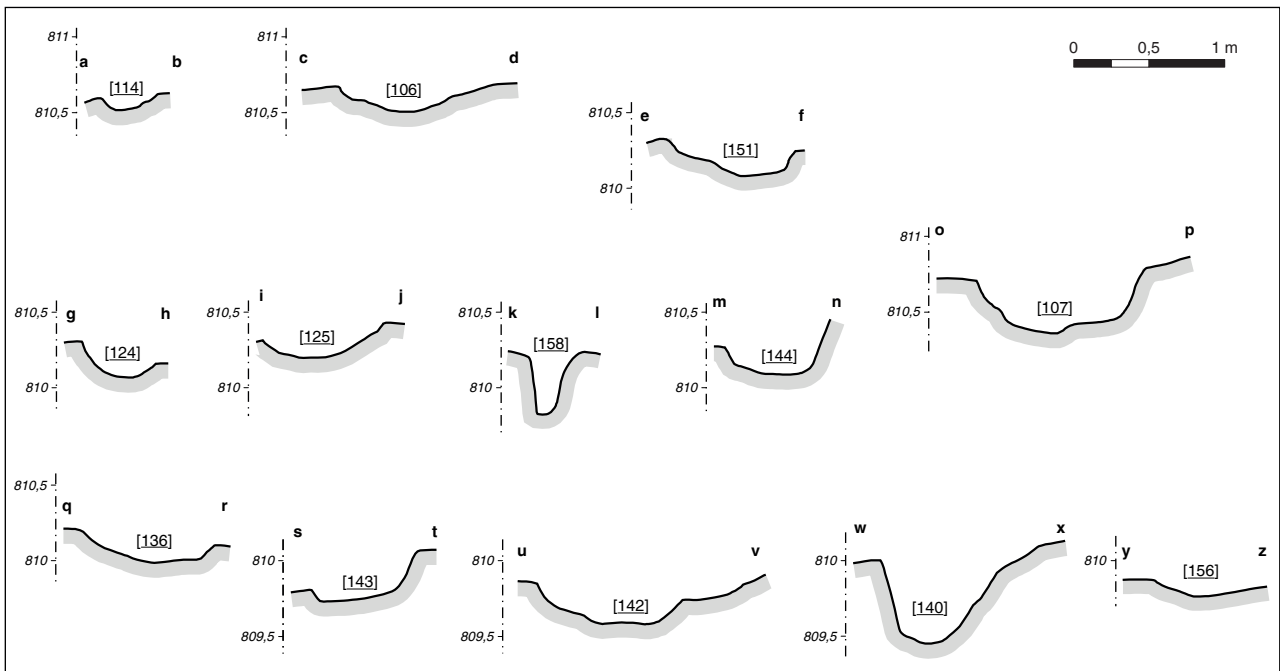 811
a b c d
[114] [106]
810,5
811
810,5
0 0,5 1 m
e f
[151]
810,5
810
g h
[124]
810,5
810
i j
[125]
810,5
810
k l
[158]
810,5
810
m n
[144]
810,5
810
o p
[107]
811
810,5
q r
[136]
810,5
810
s t
[143]
810
809,5
u v
[142]
810
809,5
w x
[140]
810
809,5
y z
[156]
810